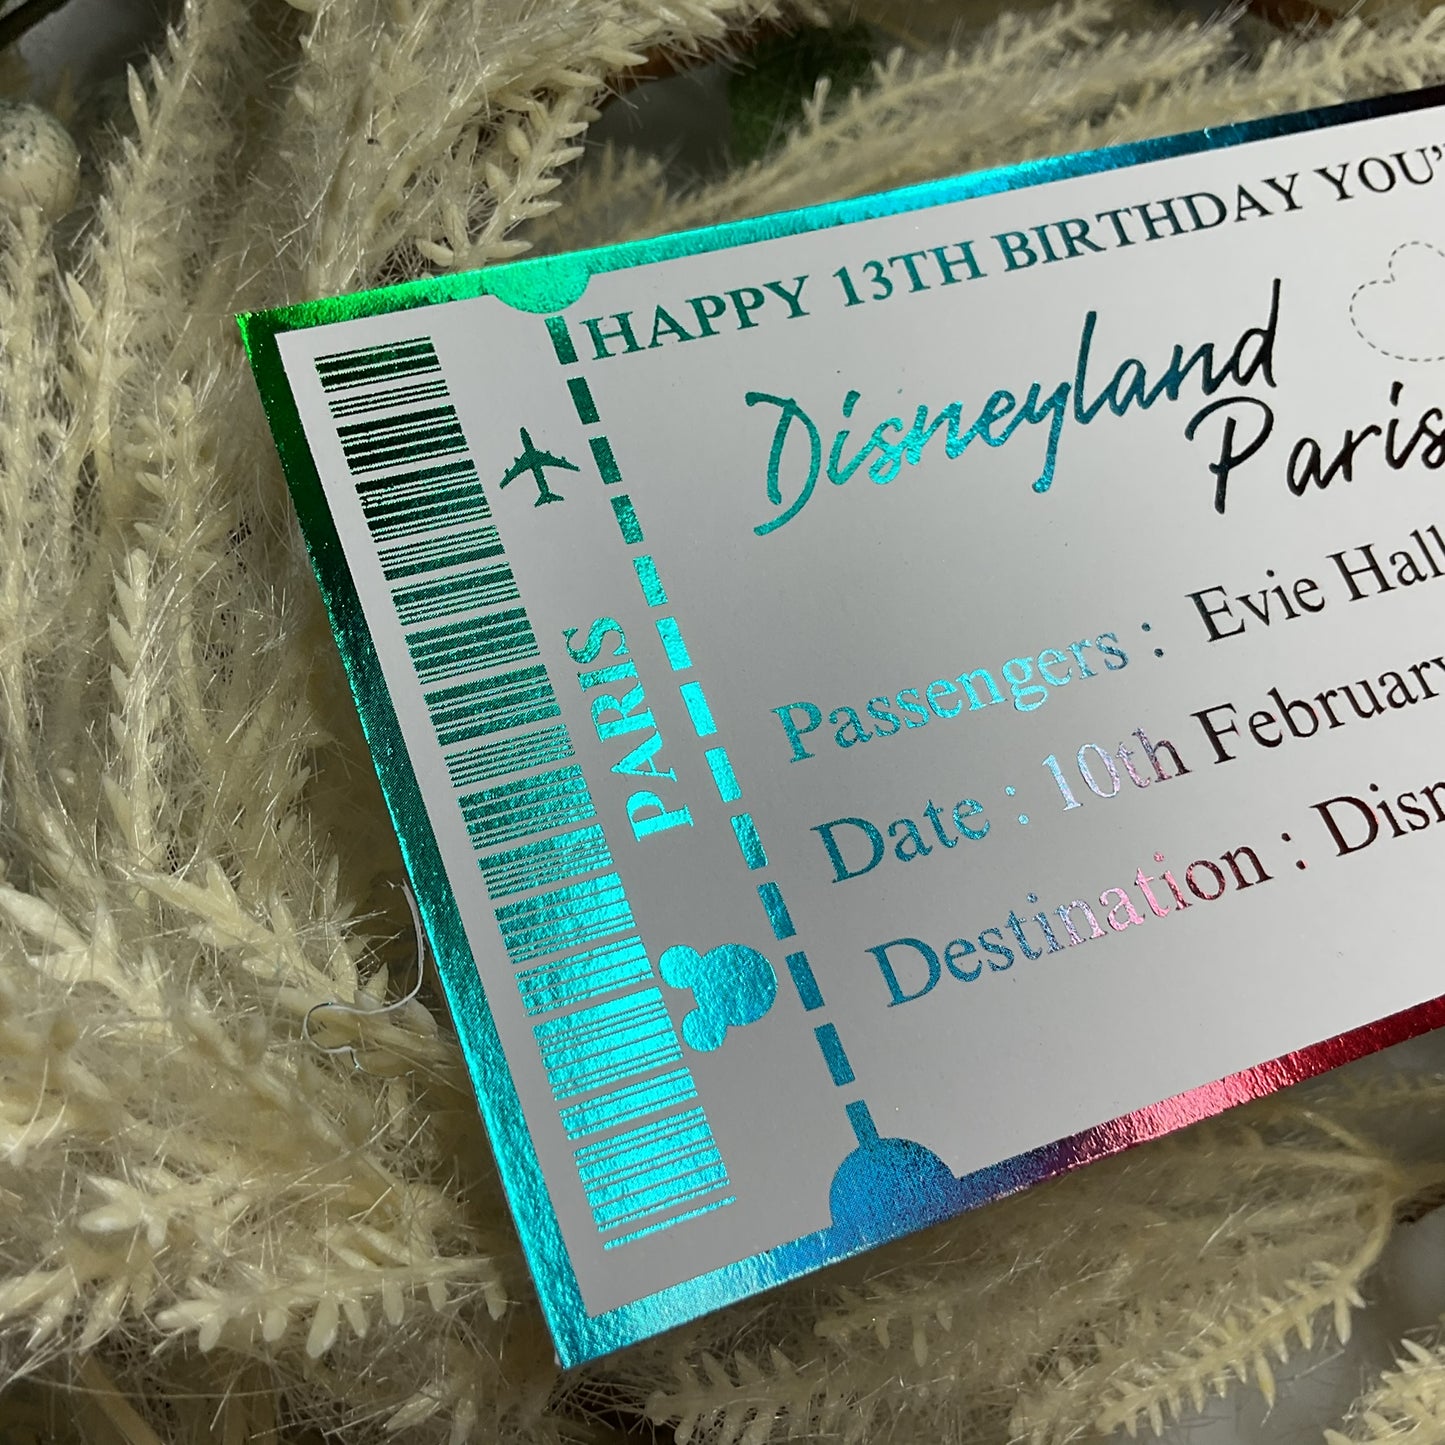 HAPPY 13TH BIRTHDAY YOU'
Disneyland
Paris
PARIS
Passengers : Evie Hall
Date : 10th February
Destination : Disn